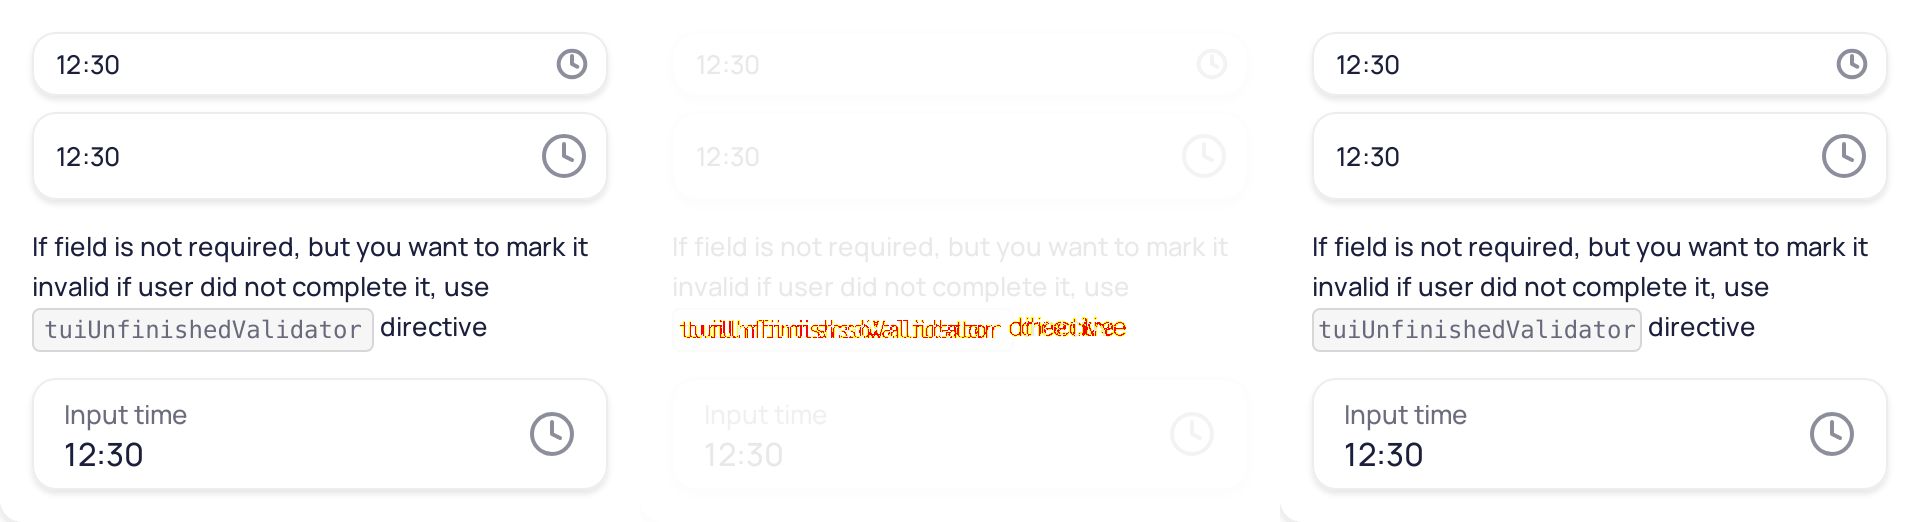 12:30
12:30
If field is not required, but you want to mark it
invalid if user did not complete it, use
tuiUnfinishedValidator directive
Input time
12:30
12:30
12:30
If field is not required, but you want to mark it
invalid if user did not complete it, use
tuiUnfinishedValidator directive
Input time
12:30
12:30
12:30
If field is not required, but you want to mark it
invalid if user did not complete it, use
tuiUnfinishedValidator directive
Input time
12:30